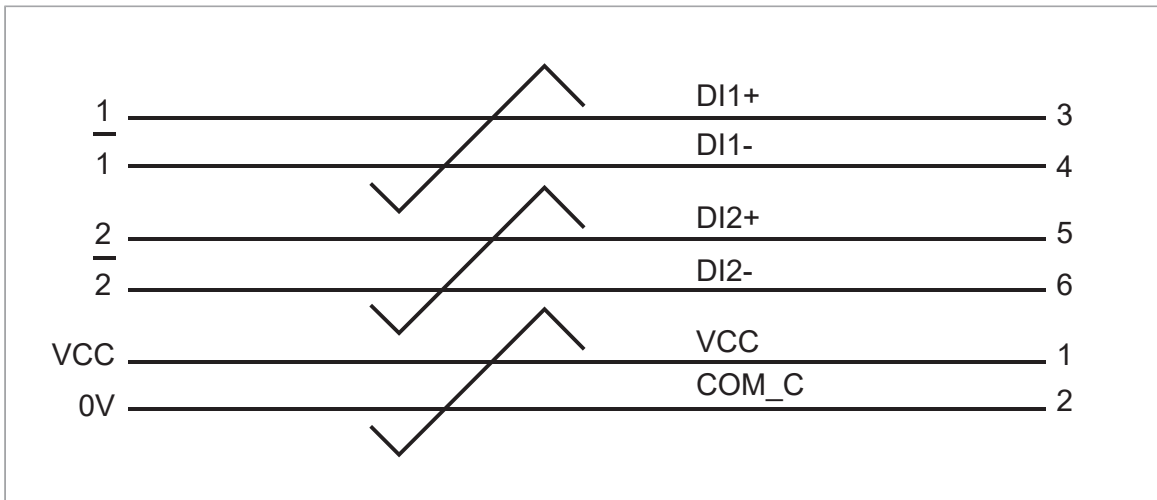 1 DI1+ 3
1̅ DI1- 4
2 DI2+ 5
2̅ DI2- 6
VCC VCC 1
0V COM_C 2